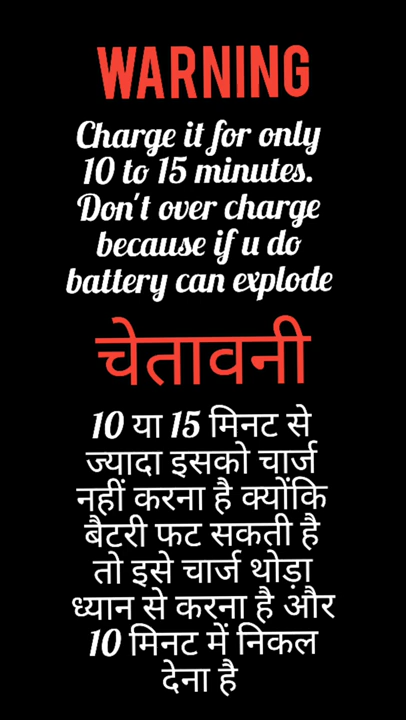 WARNING
Charge it for only
10 to 15 minutes.
Don't over charge
because if u do
battery can explode
चेतावनी
10 या 15 मिनट से
ज्यादा इसको चार्ज
नहीं करना है क्योंकि
बैटरी फट सकती है
तो इसे चार्ज थोड़ा
ध्यान से करना है और
10 मिनट में निकल
देना है